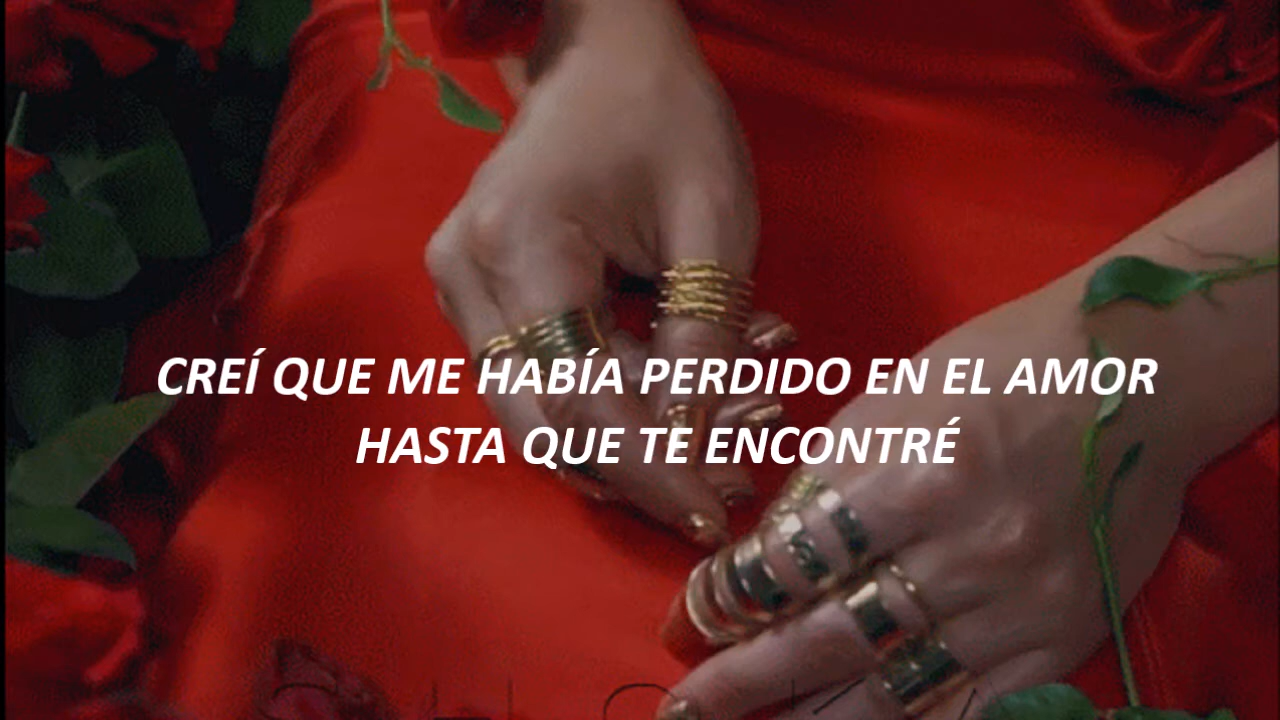 CREÍ QUE ME HABÍA PERDIDO EN EL AMOR
HASTA QUE TE ENCONTRÉ